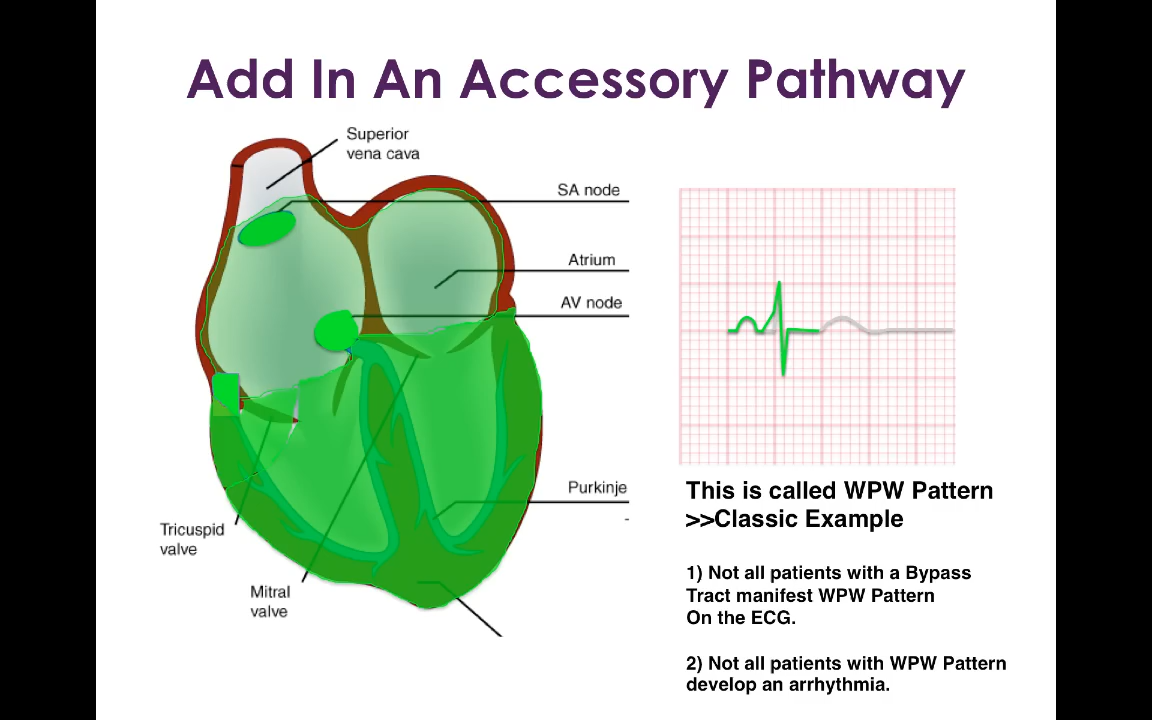 Add In An Accessory Pathway
Superior
vena cava
SA node
Atrium
AV node
Purkinje
Tricuspid
valve
Mitral
valve
This is called WPW Pattern
>>Classic Example
1) Not all patients with a Bypass
Tract manifest WPW Pattern
On the ECG.
2) Not all patients with WPW Pattern
develop an arrhythmia.